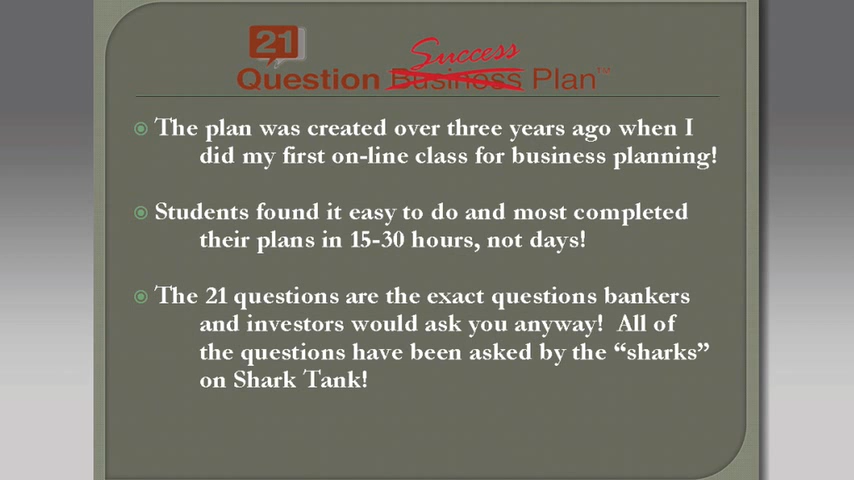 21
Success
Question Business Plan™
The plan was created over three years ago when I
did my first on-line class for business planning!
Students found it easy to do and most completed
their plans in 15-30 hours, not days!
The 21 questions are the exact questions bankers
and investors would ask you anyway!  All of
the questions have been asked by the “sharks”
on Shark Tank!